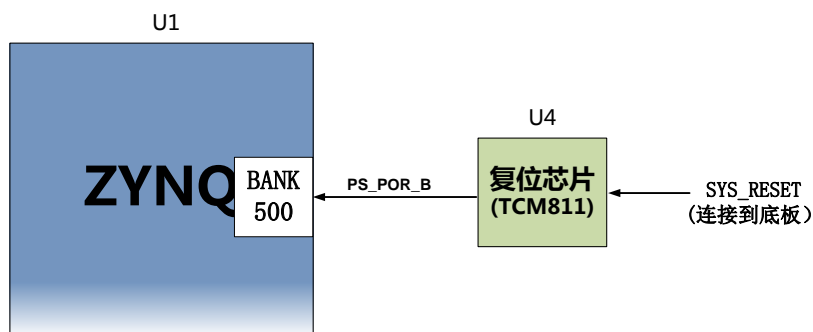 U1
ZYNQ
BANK
500
PS_POR_B
U4
复位芯片
(TCM811)
SYS_RESET
(连接到底板）